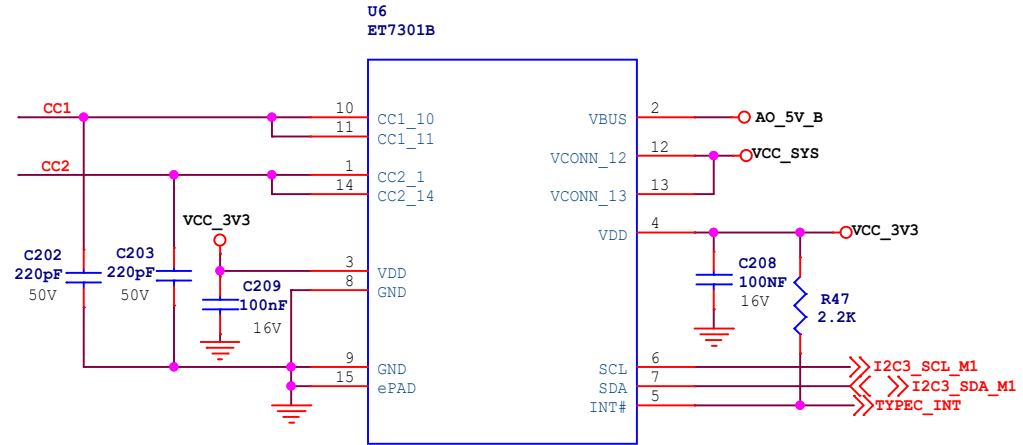 U6
ET7301B
CC1
10
CC1_10
11
CC1_11
CC2
1
CC2_1
14
CC2_14
VBUS
2
AO_5V_B
VCONN_12
12
VCC_SYS
VCONN_13
13
VDD
4
VCC_3V3
VCC_3V3
C202
220pF
50V
C203
220pF
50V
C209
100nF
16V
3
VDD
8
GND
C208
100NF
16V
R47
2.2K
9
GND
15
ePAD
SCL
6
I2C3_SCL_M1
SDA
7
I2C3_SDA_M1
INT#
5
TYPEC_INT